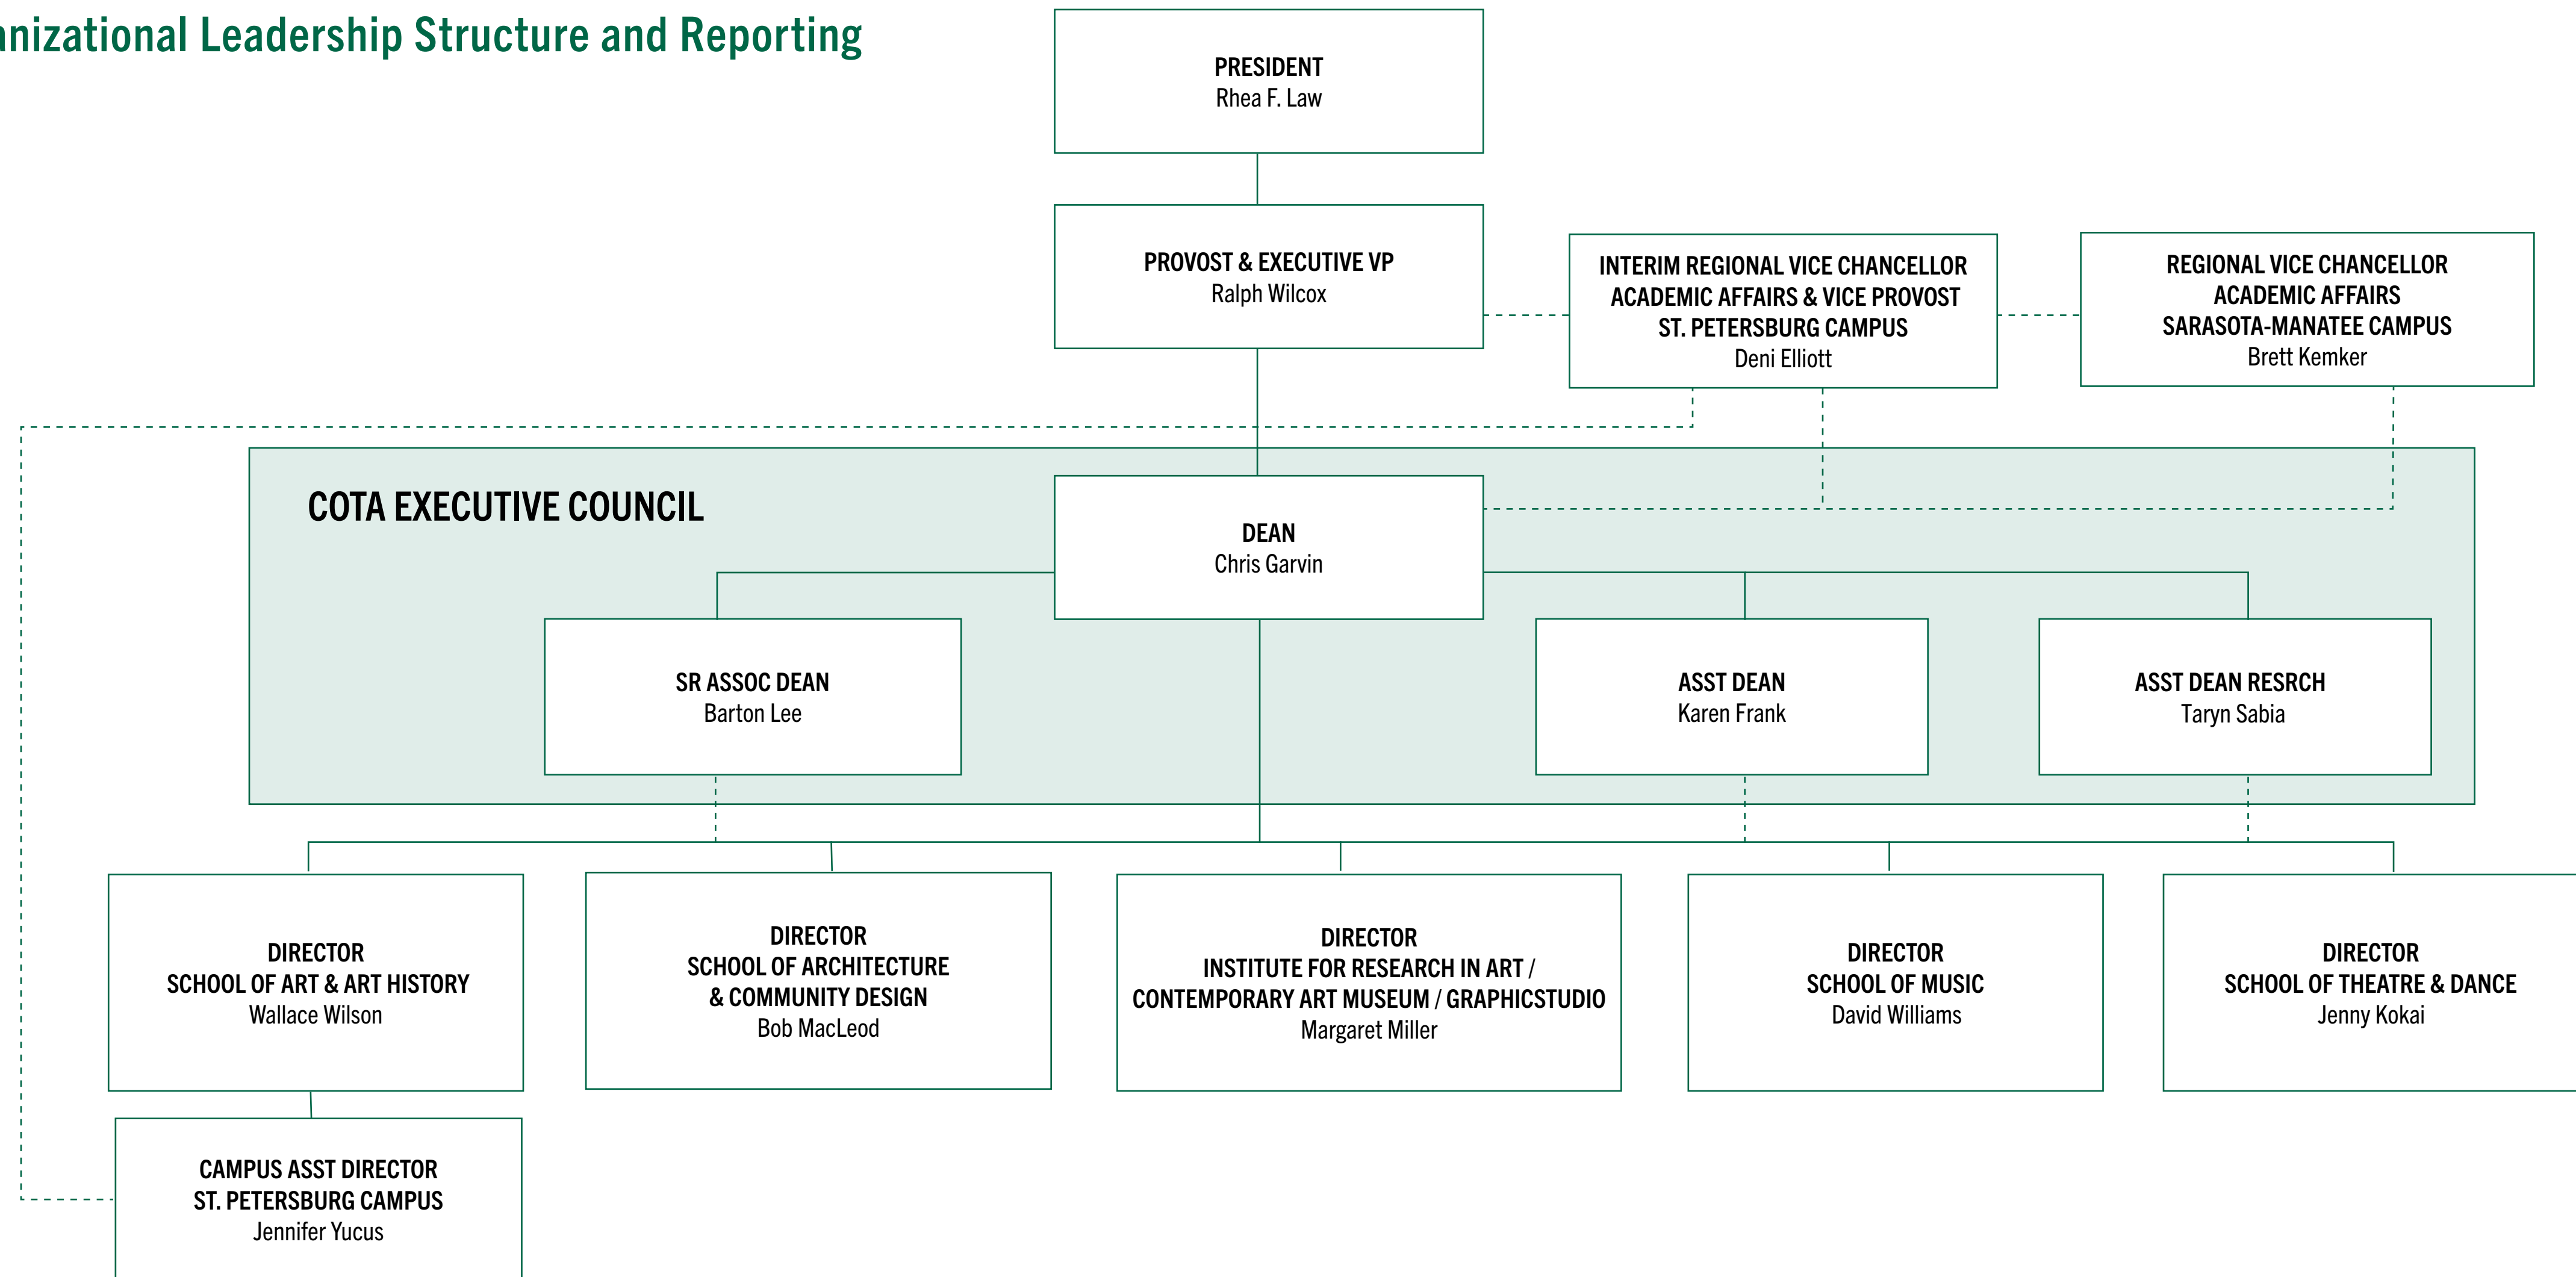 Leadership Structure and Reporting
PRESIDENT
Rhea F. Law
PROVOST & EXECUTIVE VP
Ralph Wilcox
INTERIM REGIONAL VICE CHANCELLOR
ACADEMIC AFFAIRS & VICE PROVOST
ST. PETERSBURG CAMPUS
Deni Elliott
REGIONAL VICE CHANCELLOR
ACADEMIC AFFAIRS
SARASOTA-MANATEE CAMPUS
Brett Kemker
COTA EXECUTIVE COUNCIL
DEAN
Chris Garvin
SR ASSOC DEAN
Barton Lee
ASST DEAN
Karen Frank
ASST DEAN RESRCH
Taryn Sabia
DIRECTOR
SCHOOL OF ART & ART HISTORY
Wallace Wilson
DIRECTOR
SCHOOL OF ARCHITECTURE
& COMMUNITY DESIGN
Bob MacLeod
DIRECTOR
INSTITUTE FOR RESEARCH IN ART /
CONTEMPORARY ART MUSEUM / GRAPHICSTUDIO
Margaret Miller
DIRECTOR
SCHOOL OF MUSIC
David Williams
DIRECTOR
SCHOOL OF THEATRE & DANCE
Jenny Kokai
CAMPUS ASST DIRECTOR
ST. PETERSBURG CAMPUS
Jennifer Yucus